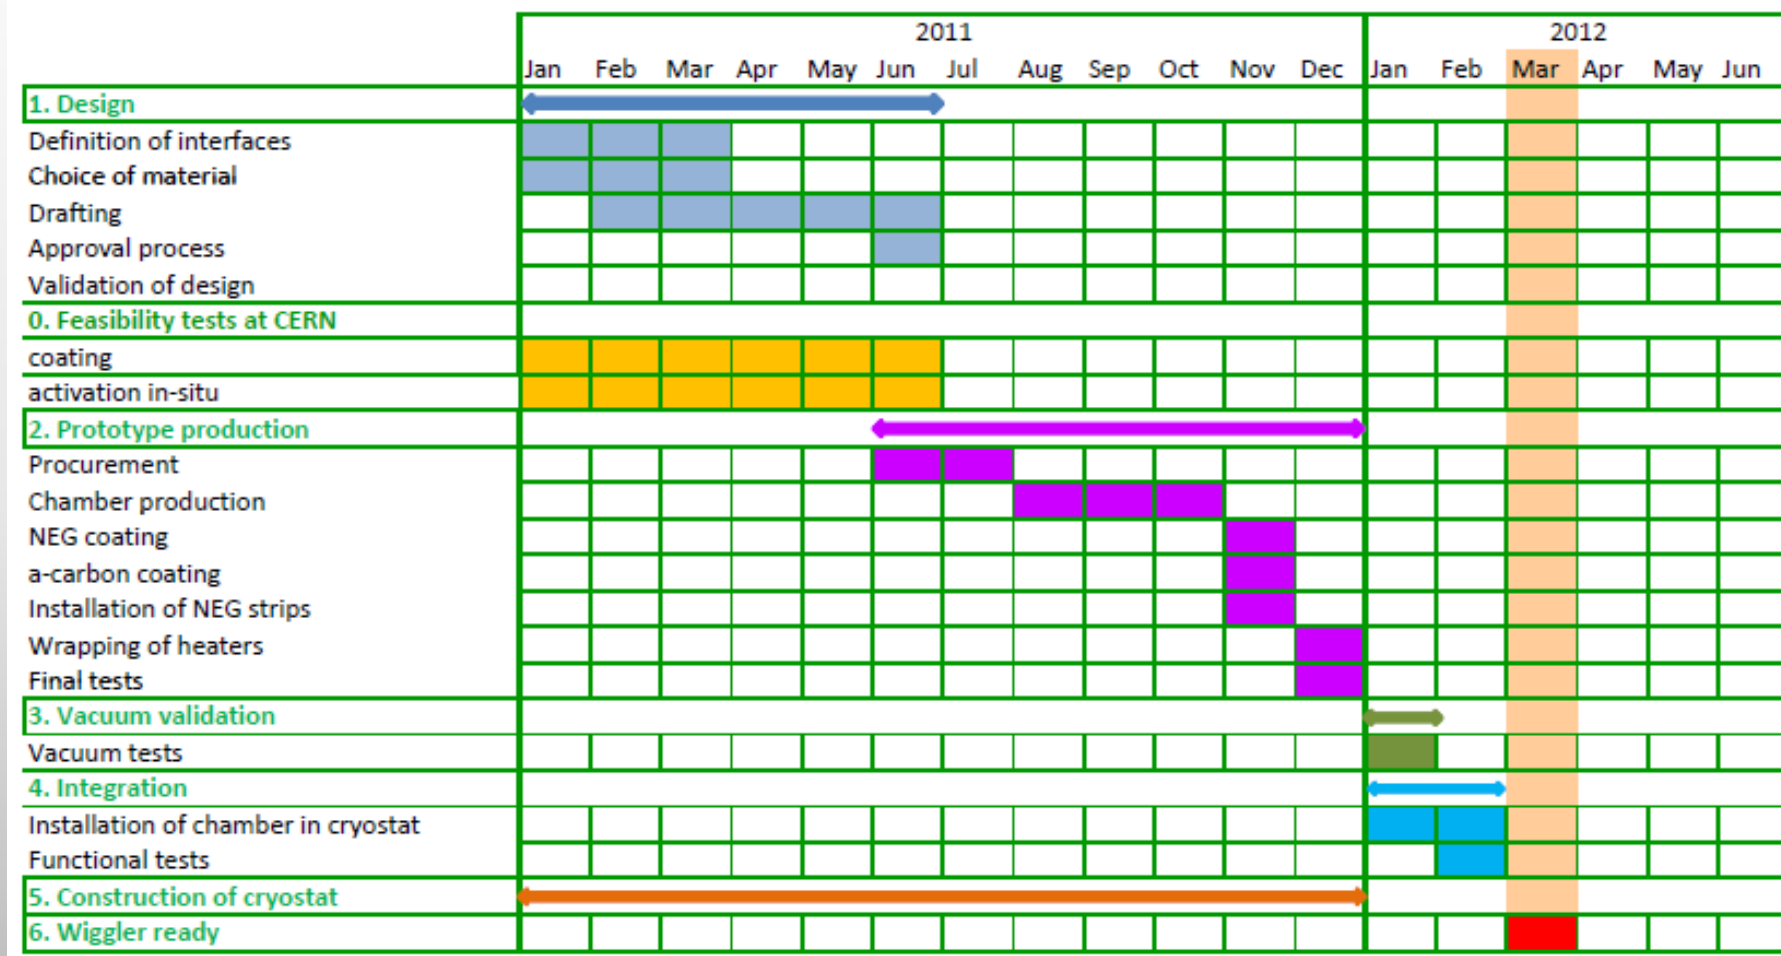 2011 2012
Jan Feb Mar Apr May Jun Jul Aug Sep Oct Nov Dec Jan Feb Mar Apr May Jun
1. Design
Definition of interfaces
Choice of material
Drafting
Approval process
Validation of design
0. Feasibility tests at CERN
coating
activation in-situ
2. Prototype production
Procurement
Chamber production
NEG coating
a-carbon coating
Installation of NEG strips
Wrapping of heaters
Final tests
3. Vacuum validation
Vacuum tests
4. Integration
Installation of chamber in cryostat
Functional tests
5. Construction of cryostat
6. Wiggler ready